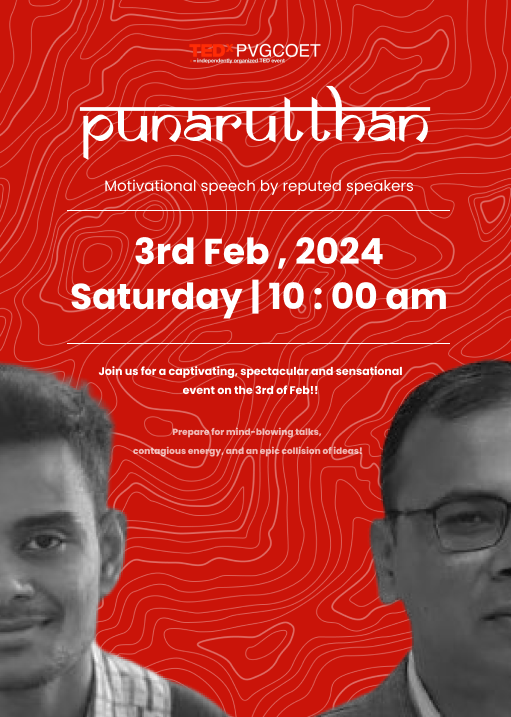 TEDxPVGCOET
x=independently organized TED event
punarutthan
Motivational speech by reputed speakers
3rd Feb , 2024
Saturday | 10 : 00 am
Join us for a captivating, spectacular and sensational
event on the 3rd of Feb!!
Prepare for mind-blowing talks,
contagious energy, and an epic collision of ideas!